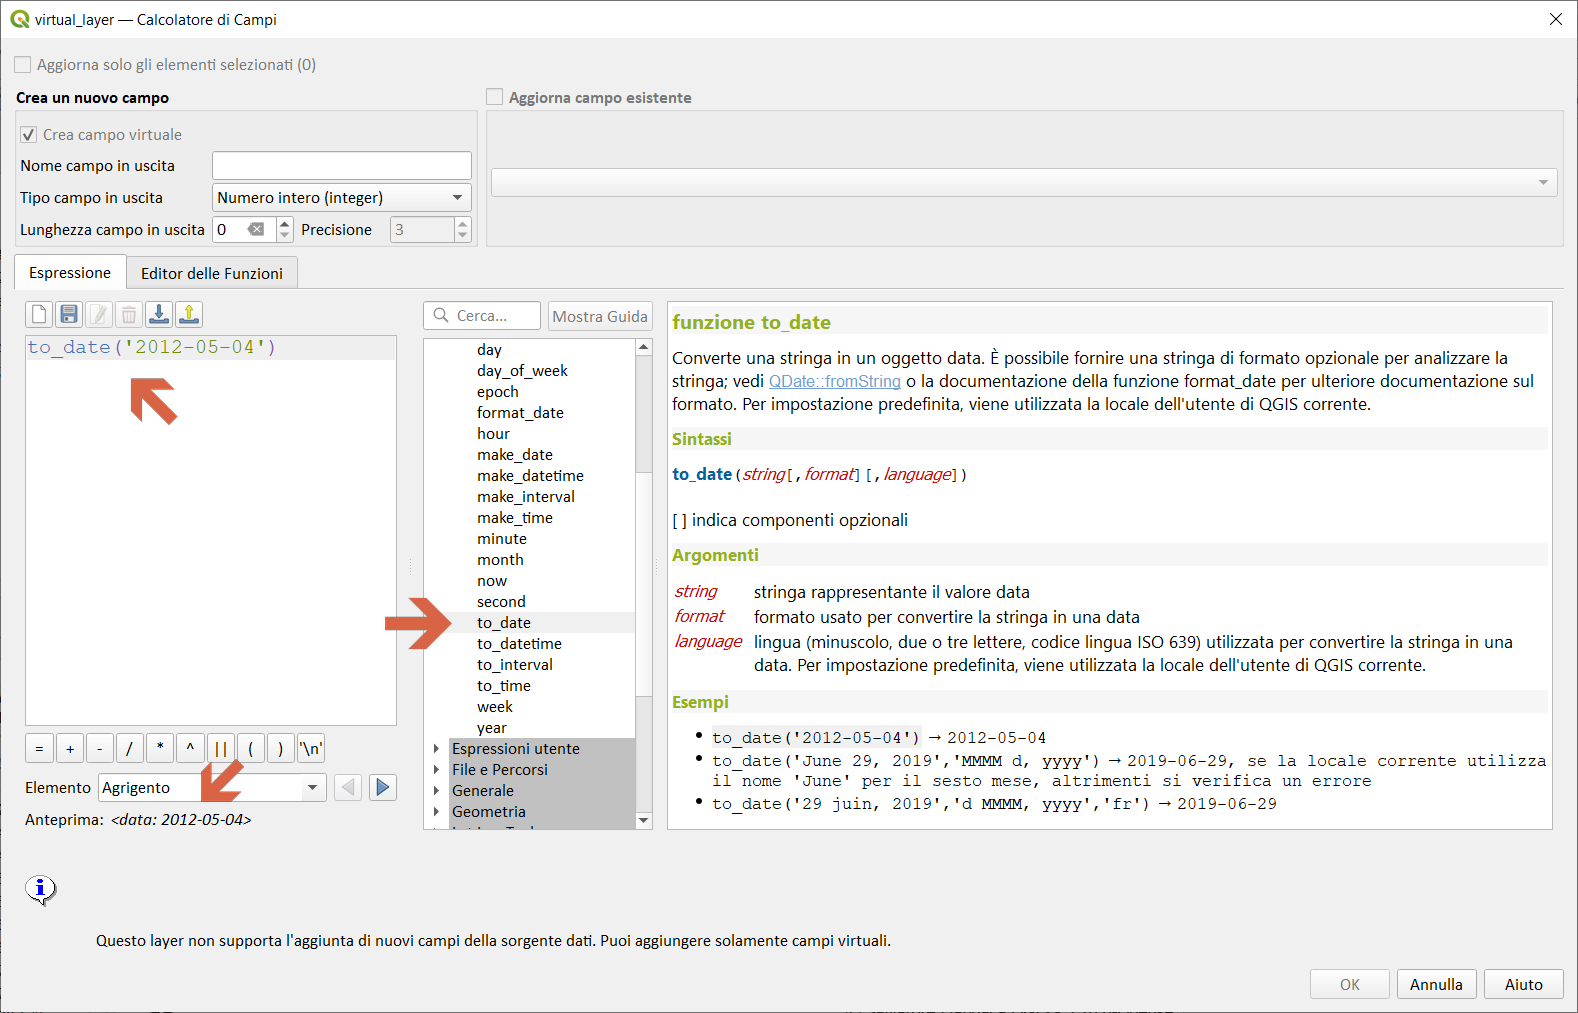 virtual_layer — Calcolatore di Campi
Aggiorna solo gli elementi selezionati (0)
Crea un nuovo campo
Aggiorna campo esistente
Crea campo virtuale
Nome campo in uscita
Tipo campo in uscita Numero intero (integer)
Lunghezza campo in uscita 0 Precisione 3
Espressione Editor delle Funzioni
to_date('2012-05-04')
= + - / * ^ || ( ) '\n'
Elemento Agrigento
Anteprima: <data: 2012-05-04>
Cerca... Mostra Guida
day
day_of_week
epoch
format_date
hour
make_date
make_datetime
make_interval
make_time
minute
month
now
second
to_date
to_datetime
to_interval
to_time
week
year
Espressioni utente
File e Percorsi
Generale
Geometria
funzione to_date
Converte una stringa in un oggetto data. È possibile fornire una stringa di formato opzionale per analizzare la
stringa; vedi QDate::fromString o la documentazione della funzione format_date per ulteriore documentazione sul
formato. Per impostazione predefinita, viene utilizzata la locale dell'utente di QGIS corrente.
Sintassi
to_date(string[,format][,language])
[ ] indica componenti opzionali
Argomenti
string stringa rappresentante il valore data
format formato usato per convertire la stringa in una data
language lingua (minuscolo, due o tre lettere, codice lingua ISO 639) utilizzata per convertire la stringa in una
data. Per impostazione predefinita, viene utilizzata la locale dell'utente di QGIS corrente.
Esempi
• to_date('2012-05-04') → 2012-05-04
• to_date('June 29, 2019','MMMM d, yyyy') → 2019-06-29, se la locale corrente utilizza
il nome 'June' per il sesto mese, altrimenti si verifica un errore
• to_date('29 juin, 2019','d MMMM, yyyy','fr') → 2019-06-29
Questo layer non supporta l'aggiunta di nuovi campi della sorgente dati. Puoi aggiungere solamente campi virtuali.
OK Annulla Aiuto